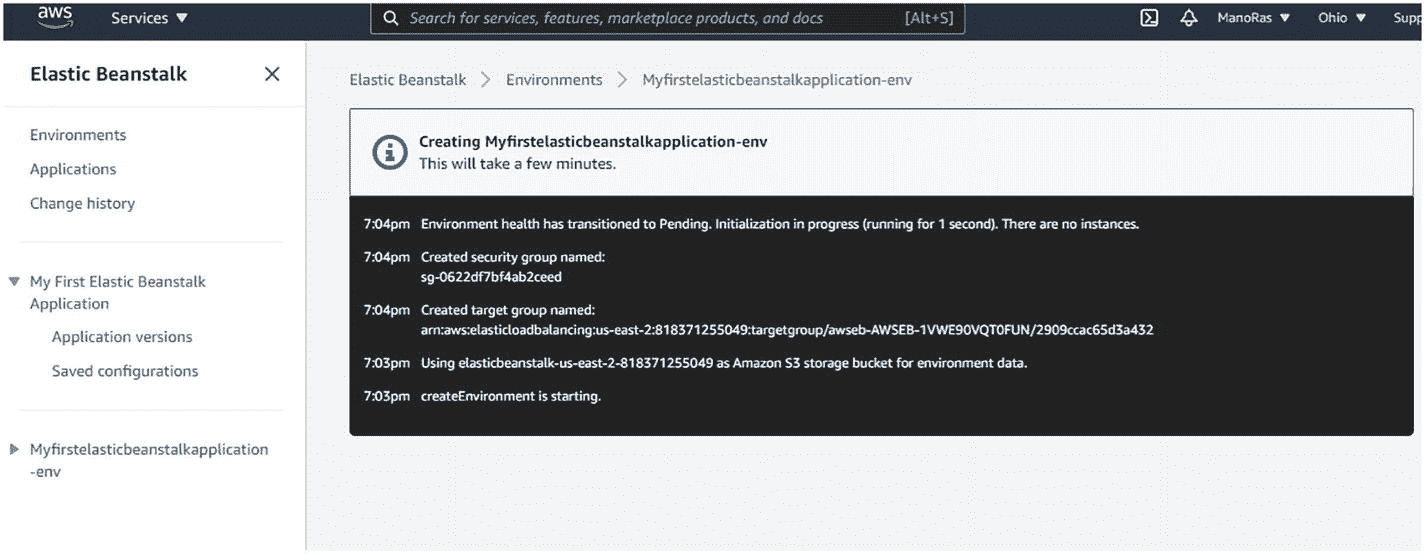 aws Services Search for services, features, marketplace products, and docs [Alt+S] ManoRas Ohio Supp
Elastic Beanstalk
Environments
Applications
Change history
My First Elastic Beanstalk
Application
Application versions
Saved configurations
Myfirstelasticbeanstalkapplication
-env
Elastic Beanstalk Environments Myfirstelasticbeanstalkapplication-env
Creating Myfirstelasticbeanstalkapplication-env
This will take a few minutes.
7:04pm Environment health has transitioned to Pending. Initialization in progress (running for 1 second). There are no instances.
7:04pm Created security group named:
sg-0622df7bf4ab2ceed
7:04pm Created target group named:
arn:aws:elasticloadbalancing:us-east-2:818371255049:targetgroup/awseb-AWSEB-1VWE90VQT0FUN/2909ccac65d3a432
7:03pm Using elasticbeanstalk-us-east-2-818371255049 as Amazon S3 storage bucket for environment data.
7:03pm createEnvironment is starting.